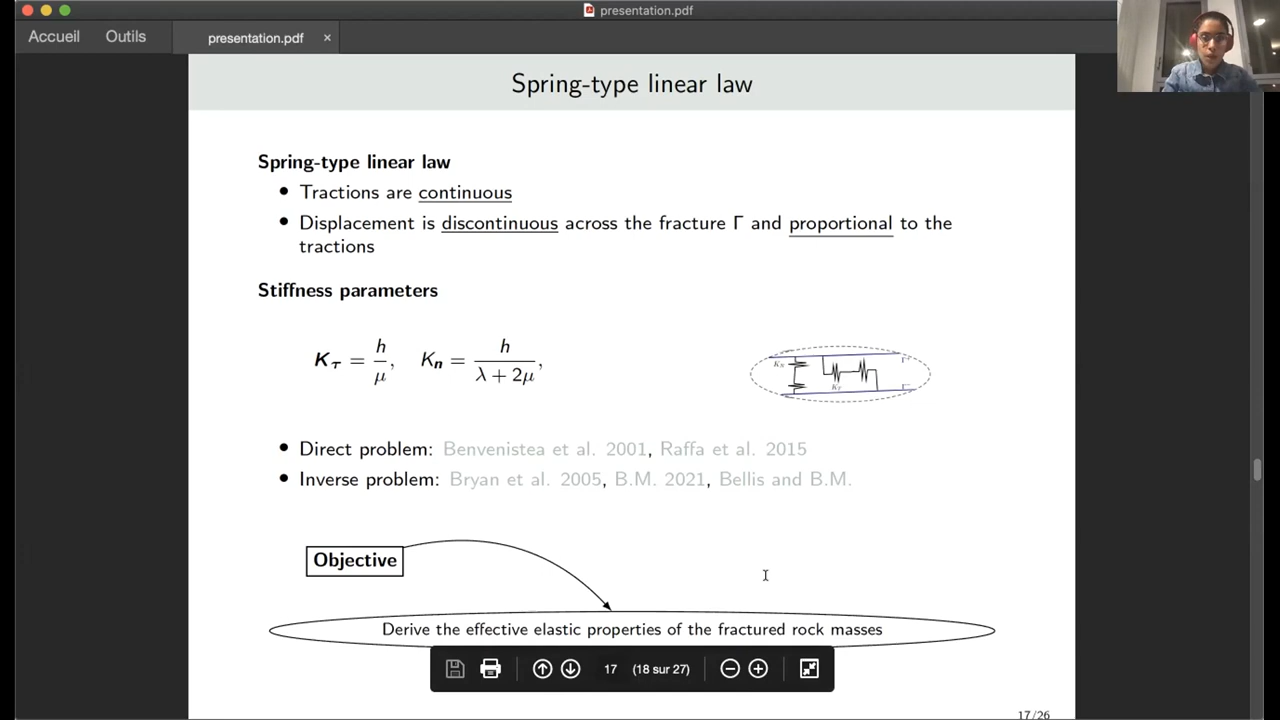 presentation.pdf
Accueil Outils presentation.pdf ×
Spring-type linear law
Spring-type linear law
• Tractions are continuous
• Displacement is discontinuous across the fracture Γ and proportional to the
tractions
Stiffness parameters
K_τ = h/μ, K_n = h/(λ + 2μ),
• Direct problem: Benvenistea et al. 2001, Raffa et al. 2015
• Inverse problem: Bryan et al. 2005, B.M. 2021, Bellis and B.M.
Objective
Derive the effective elastic properties of the fractured rock masses
17 (18 sur 27)
17/26